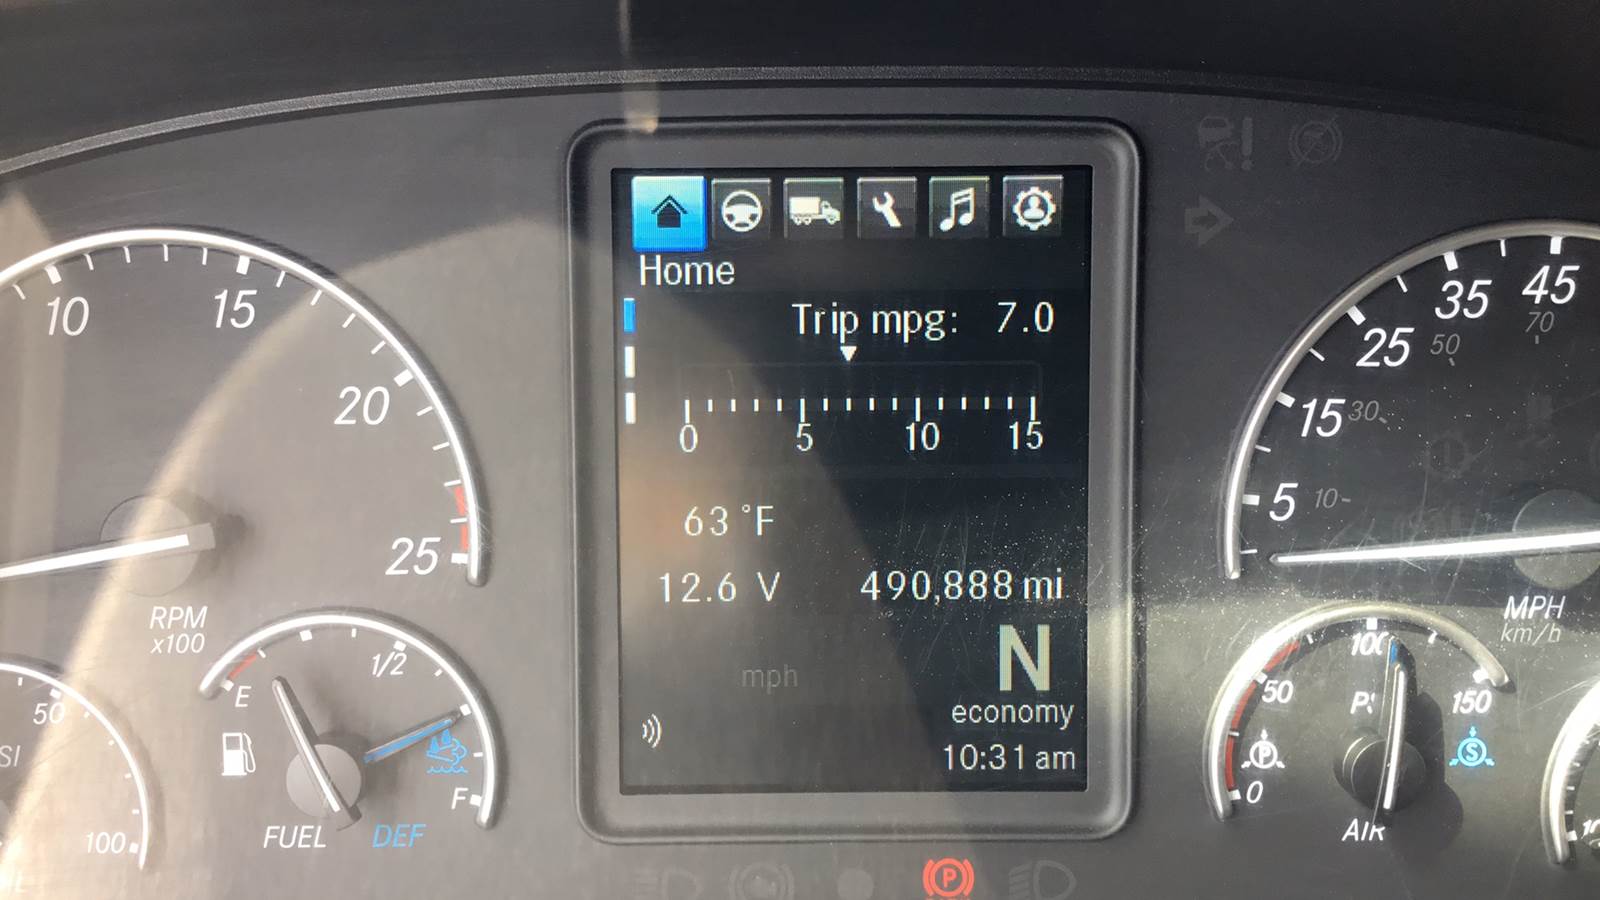 Home
Trip mpg: 7.0
0 5 10 15
63 °F
12.6 V 490,888 mi
mph
N
economy
10:31 am
10 15 20 25
RPM
x100
E 1/2 F
FUEL DEF
50
100
5 15 25 35 45
10 30 50 70
MPH
km/h
0 50 100 150
P
S
AIR
P